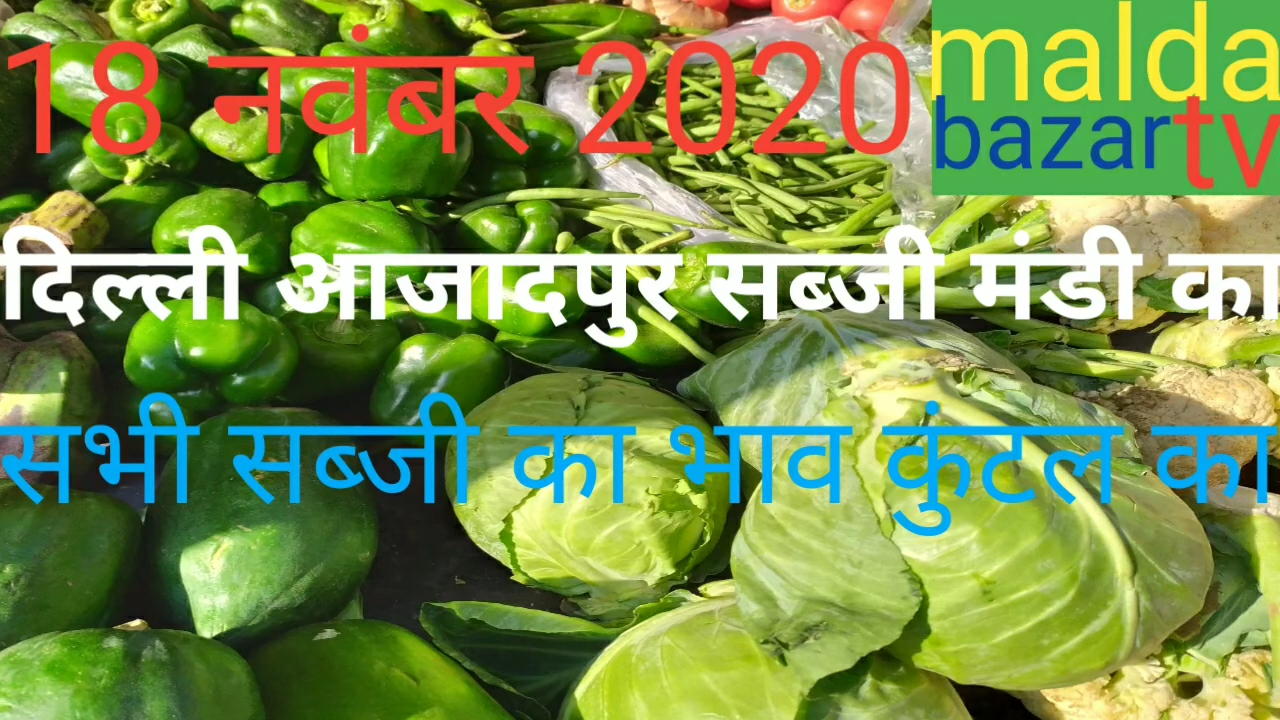 18 नवंबर 2020
malda
bazar tv
दिल्ली आजादपुर सब्जी मंडी का
सभी सब्जी का भाव कुंटल का